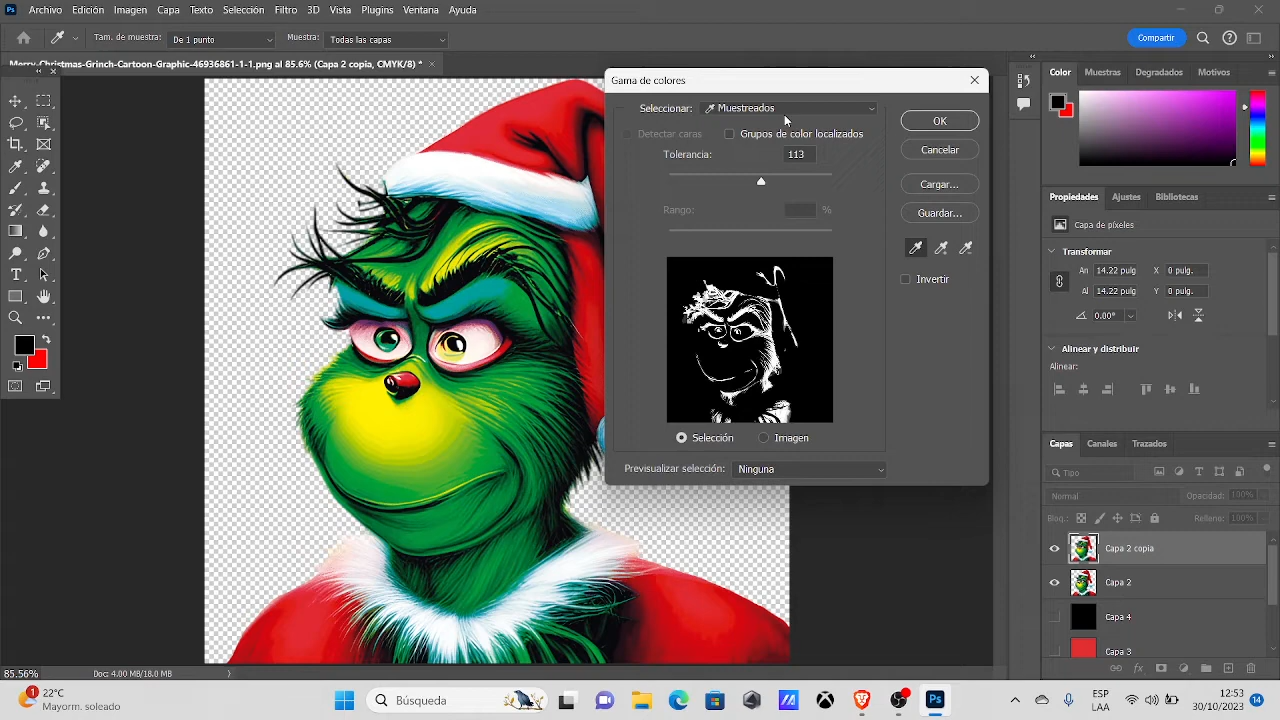 Ps Archivo Edición Imagen Capa Texto Selección Filtro 3D Vista Plugins Ventana Ayuda
Tam. de muestra: De 1 punto Muestra: Todas las capas Compartir
Merry-Christmas-Grinch-Cartoon-Graphic-46936861-1-1.png al 85.6% (Capa 2 copia, CMYK/8) *
Gama de colores
Seleccionar: Muestreados
Detectar caras Grupos de color localizados
Tolerancia: 113
Rango: %
Selección Imagen
Previsualizar selección: Ninguna
OK
Cancelar
Cargar...
Guardar...
Invertir
Color Muestras Degradados Motivos
Propiedades Ajustes Bibliotecas
Capa de píxeles
Transformar
An 14.22 pulg X 0 pulg.
Al 14.22 pulg Y 0 pulg.
0.00°
Alinear y distribuir
Alinear:
Capas Canales Trazados
Tipo
Normal Opacidad: 100%
Bloq.: Relleno: 100%
Capa 2 copia
Capa 2
Capa 4
Capa 3
fx
85.56% Doc: 4.00 MB/18.0 MB
1
22°C
Mayorm. soleado
Búsqueda
Ps
ESP
LAA
2:53
30/10/2023
14